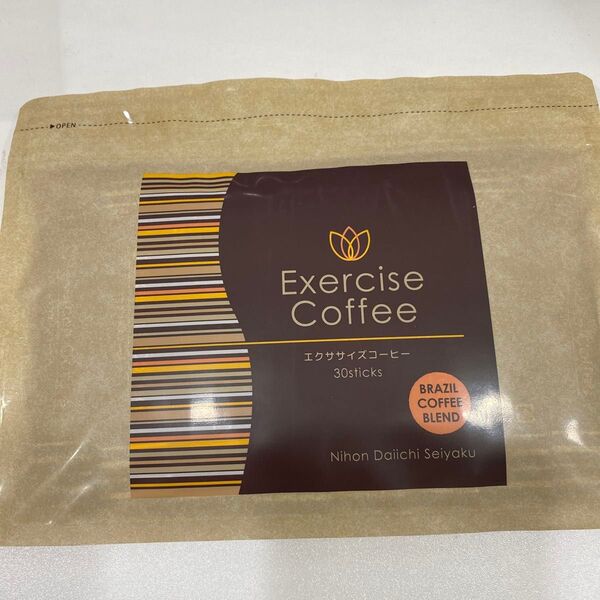 ▶OPEN
Exercise
Coffee
エクササイズコーヒー
30sticks
BRAZIL
COFFEE
BLEND
Nihon Daiichi Seiyaku